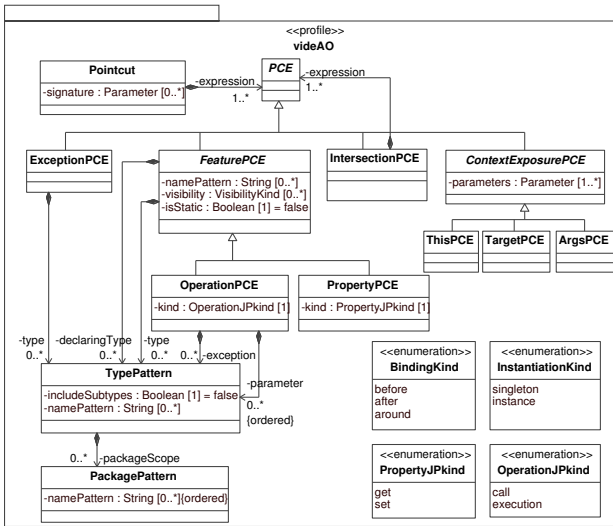 <<profile>>
videAO
Pointcut
-signature : Parameter [0..*]
-expression
1..*
PCE
-expression
1..*
ExceptionPCE
FeaturePCE
-namePattern : String [0..*]
-visibility : VisibilityKind [0..*]
-isStatic : Boolean [1] = false
IntersectionPCE
ContextExposurePCE
-parameters : Parameter [1..*]
ThisPCE
TargetPCE
ArgsPCE
OperationPCE
-kind : OperationJPkind [1]
PropertyPCE
-kind : PropertyJPkind [1]
-type
0..*
-declaringType
0..*
-type
0..*
0..*
-exception
TypePattern
-includeSubtypes : Boolean [1] = false
-namePattern : String [0..*]
-parameter
0..*
{ordered}
0..*
-packageScope
PackagePattern
-namePattern : String [0..*]{ordered}
<<enumeration>>
BindingKind
before
after
around
<<enumeration>>
InstantiationKind
singleton
instance
<<enumeration>>
PropertyJPkind
get
set
<<enumeration>>
OperationJPkind
call
execution